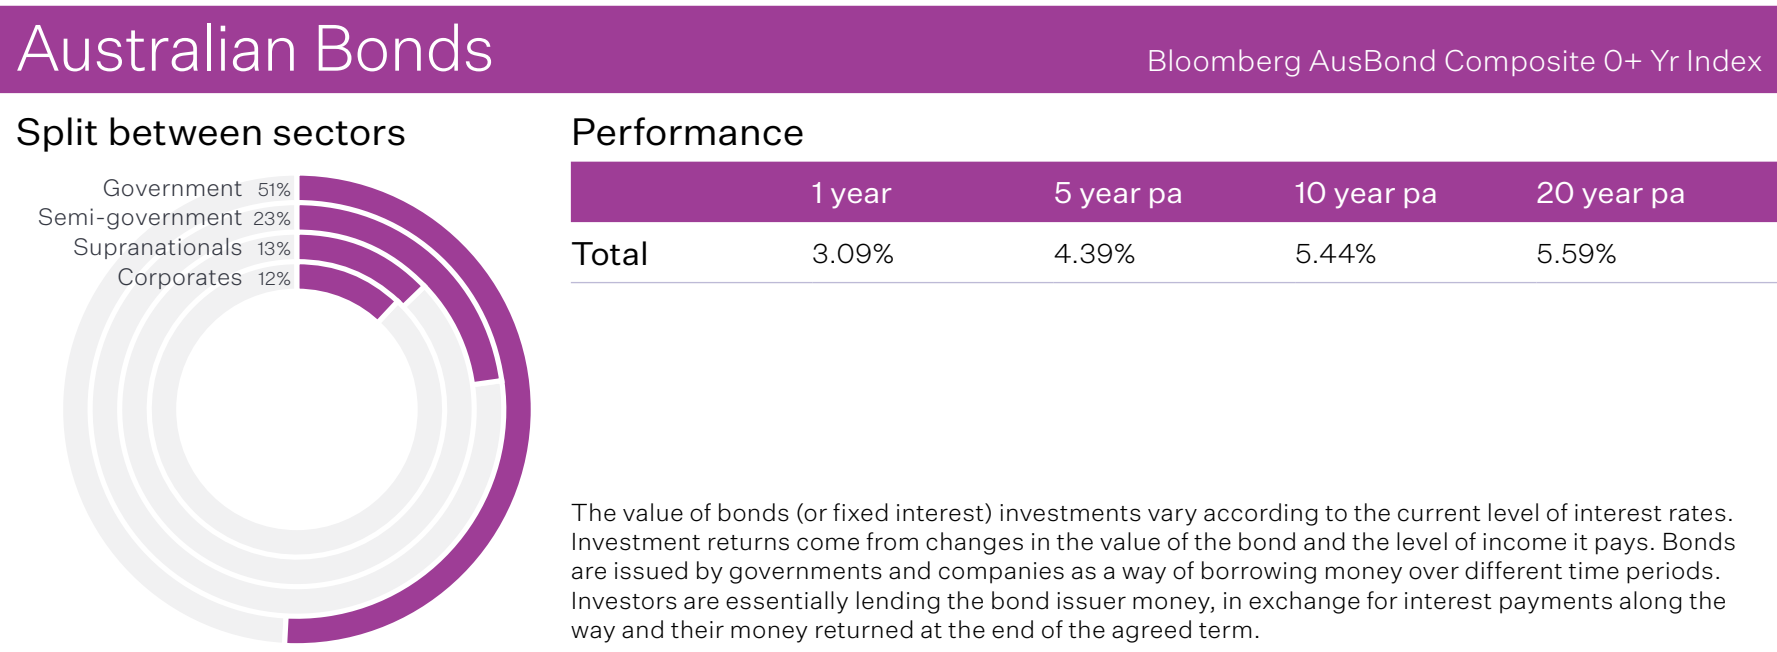 Australian Bonds
Bloomberg AusBond Composite 0+ Yr Index
Split between sectors
Government 51%
Semi-government 23%
Supranationals 13%
Corporates 12%
Performance
1 year 5 year pa 10 year pa 20 year pa
Total 3.09% 4.39% 5.44% 5.59%
The value of bonds (or fixed interest) investments vary according to the current level of interest rates.
Investment returns come from changes in the value of the bond and the level of income it pays. Bonds
are issued by governments and companies as a way of borrowing money over different time periods.
Investors are essentially lending the bond issuer money, in exchange for interest payments along the
way and their money returned at the end of the agreed term.